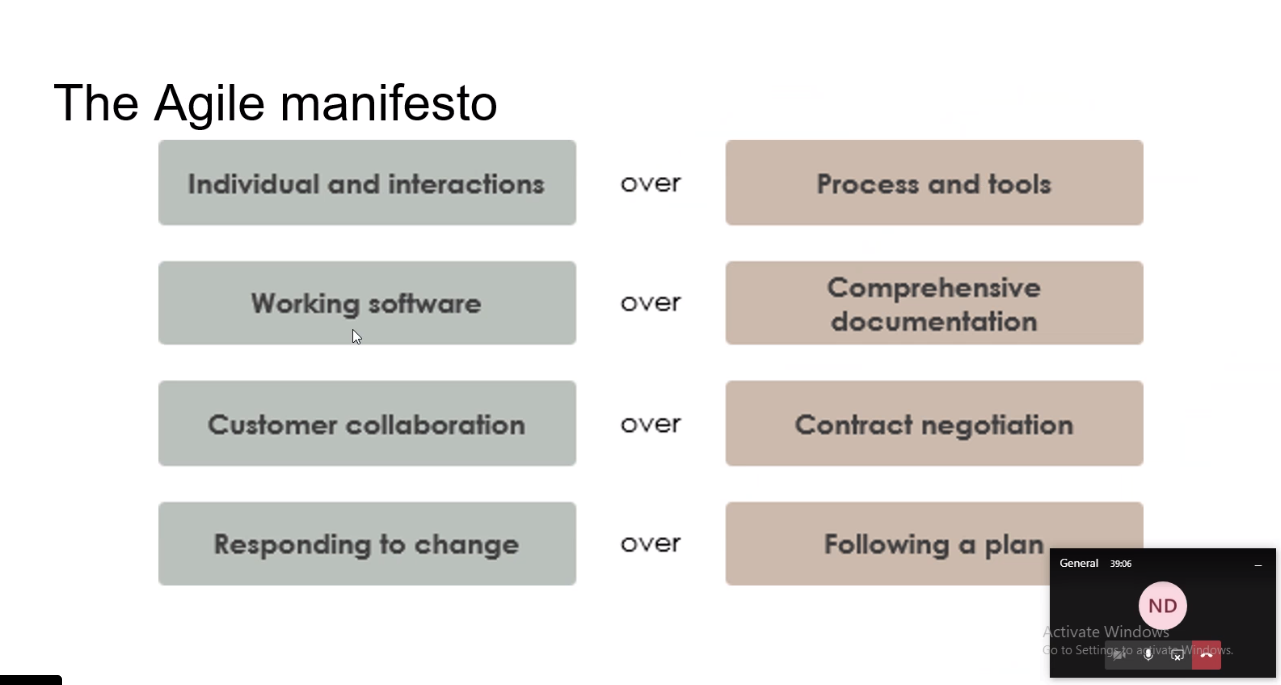 The Agile manifesto
Individual and interactions over Process and tools
Working software over Comprehensive
documentation
Customer collaboration over Contract negotiation
Responding to change over Following a plan
General 39:06
ND
Activate Windows
Go to Settings to activate Windows.